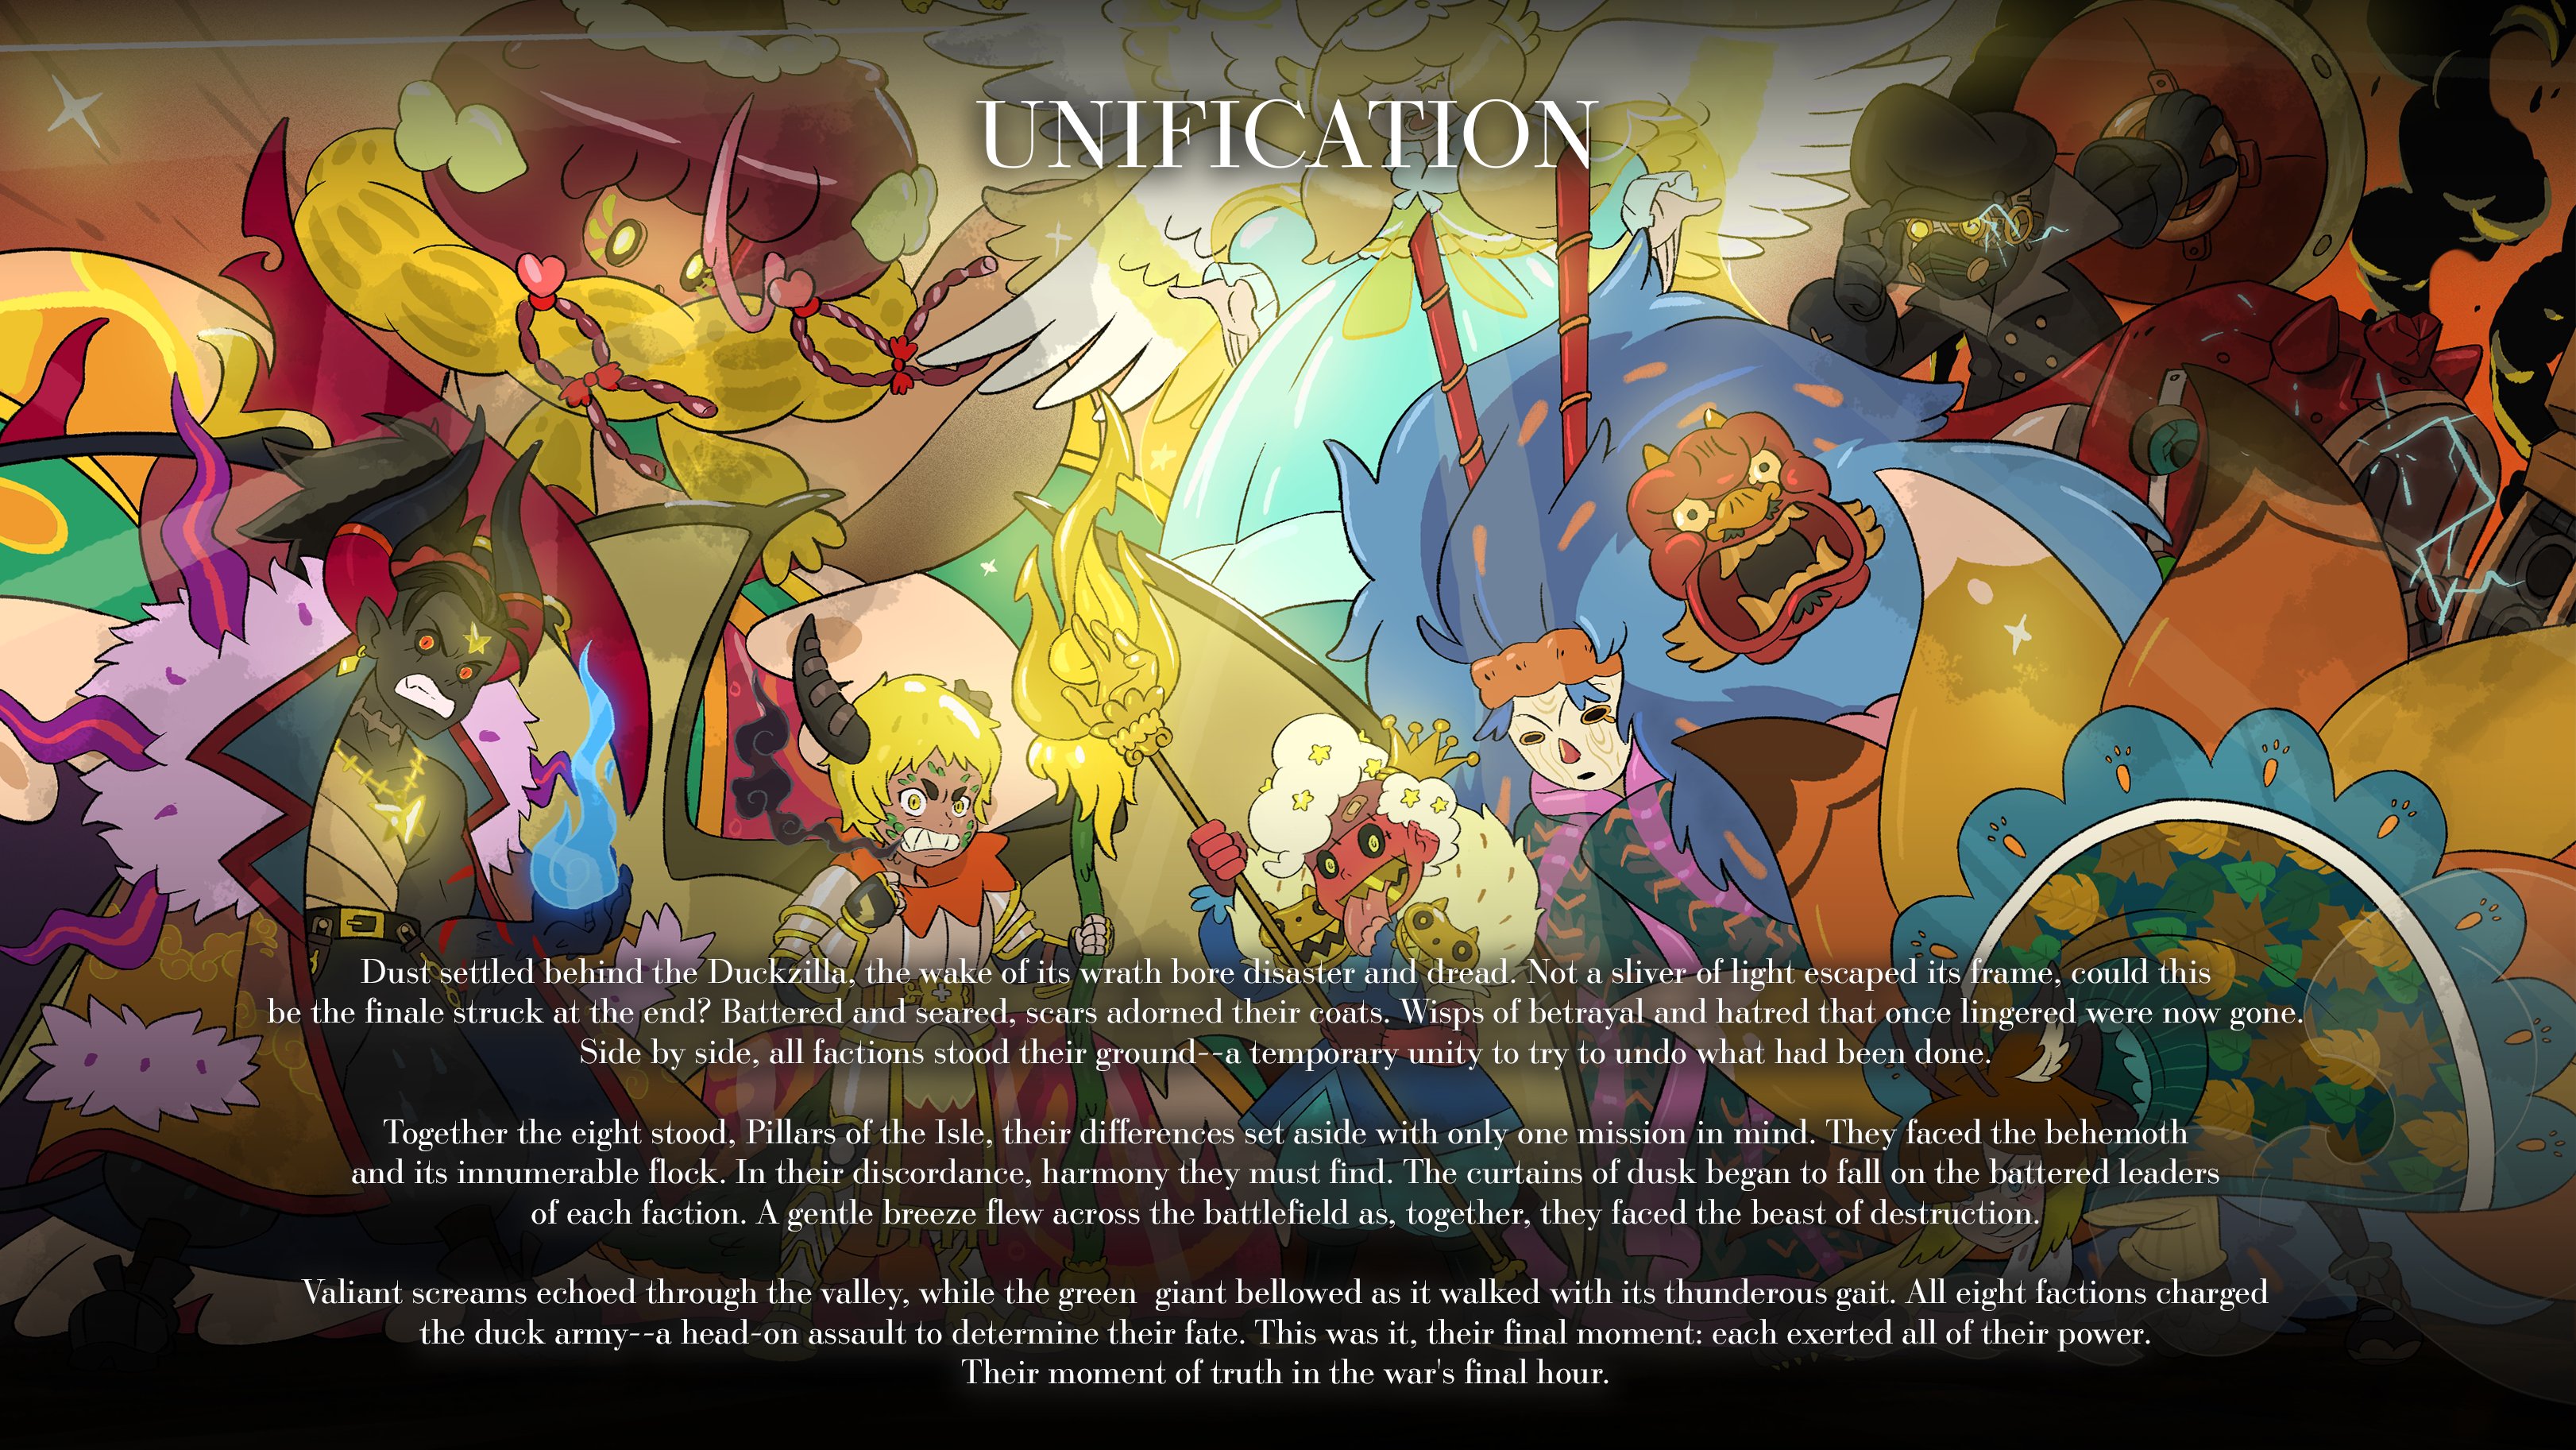 UNIFICATION
Dust settled behind the Duckzilla, the wake of its wrath bore disaster and dread. Not a sliver of light escaped its frame, could this
be the finale struck at the end? Battered and seared, scars adorned their coats. Wisps of betrayal and hatred that once lingered were now gone.
Side by side, all factions stood their ground--a temporary unity to try to undo what had been done.
Together the eight stood, Pillars of the Isle, their differences set aside with only one mission in mind. They faced the behemoth
and its innumerable flock. In their discordance, harmony they must find. The curtains of dusk began to fall on the battered leaders
of each faction. A gentle breeze flew across the battlefield as, together, they faced the beast of destruction.
Valiant screams echoed through the valley, while the green  giant bellowed as it walked with its thunderous gait. All eight factions charged
the duck army--a head-on assault to determine their fate. This was it, their final moment: each exerted all of their power.
Their moment of truth in the war's final hour.